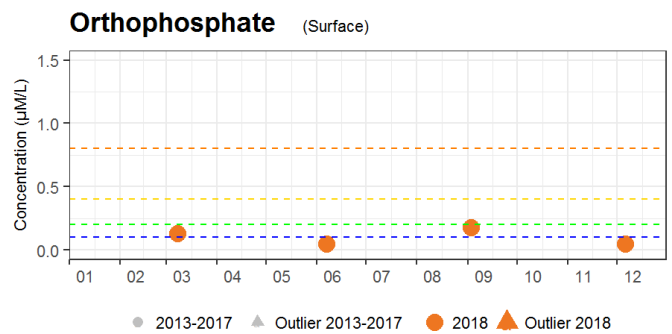 Orthophosphate (Surface)
Concentration (µM/L)
1.5
1.0
0.5
0.0
01 02 03 04 05 06 07 08 09 10 11 12
2013-2017 Outlier 2013-2017 2018 Outlier 2018